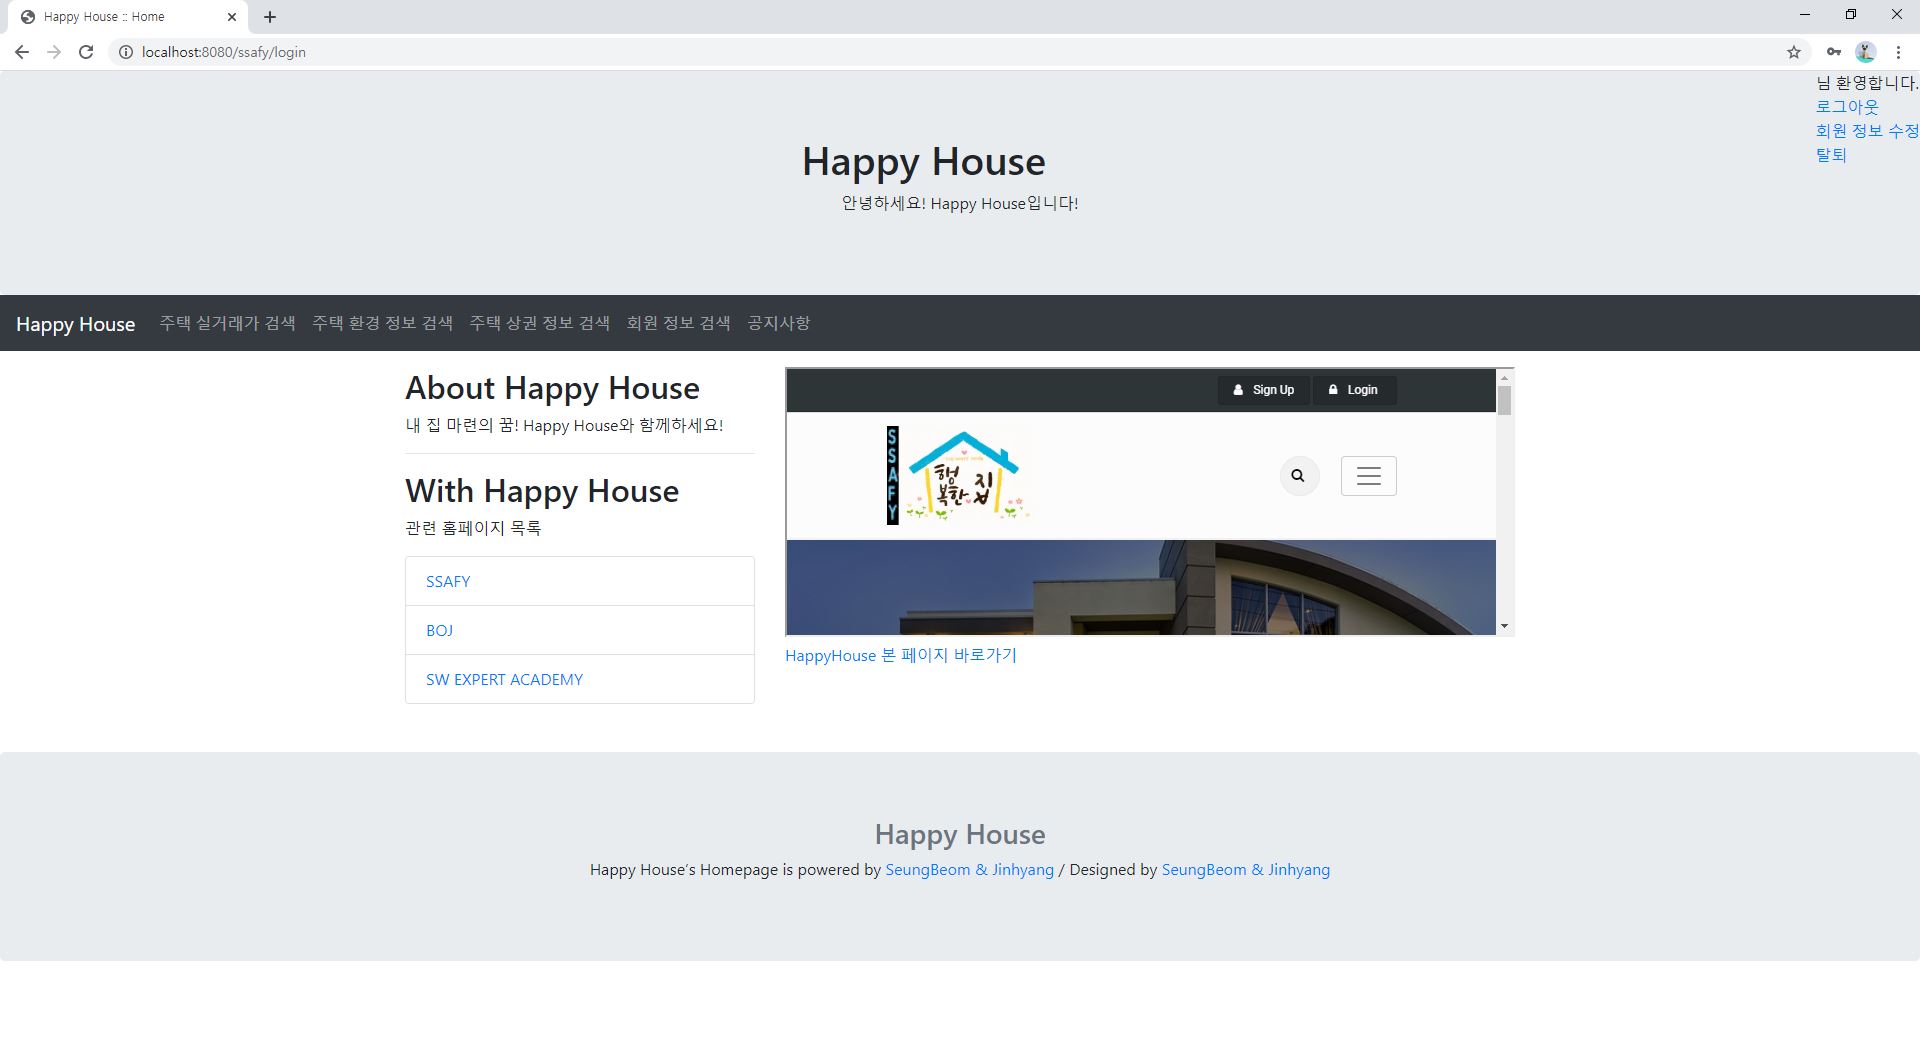 Happy House :: Home
localhost:8080/ssafy/login
님 환영합니다.
로그아웃
회원 정보 수정
탈퇴
Happy House
안녕하세요! Happy House입니다!
Happy House 주택 실거래가 검색 주택 환경 정보 검색 주택 상권 정보 검색 회원 정보 검색 공지사항
About Happy House
내 집 마련의 꿈! Happy House와 함께하세요!
With Happy House
관련 홈페이지 목록
SSAFY
BOJ
SW EXPERT ACADEMY
Sign Up Login
SSAFY
행복한 집
HappyHouse 본 페이지 바로가기
Happy House
Happy House's Homepage is powered by SeungBeom & Jinhyang / Designed by SeungBeom & Jinhyang